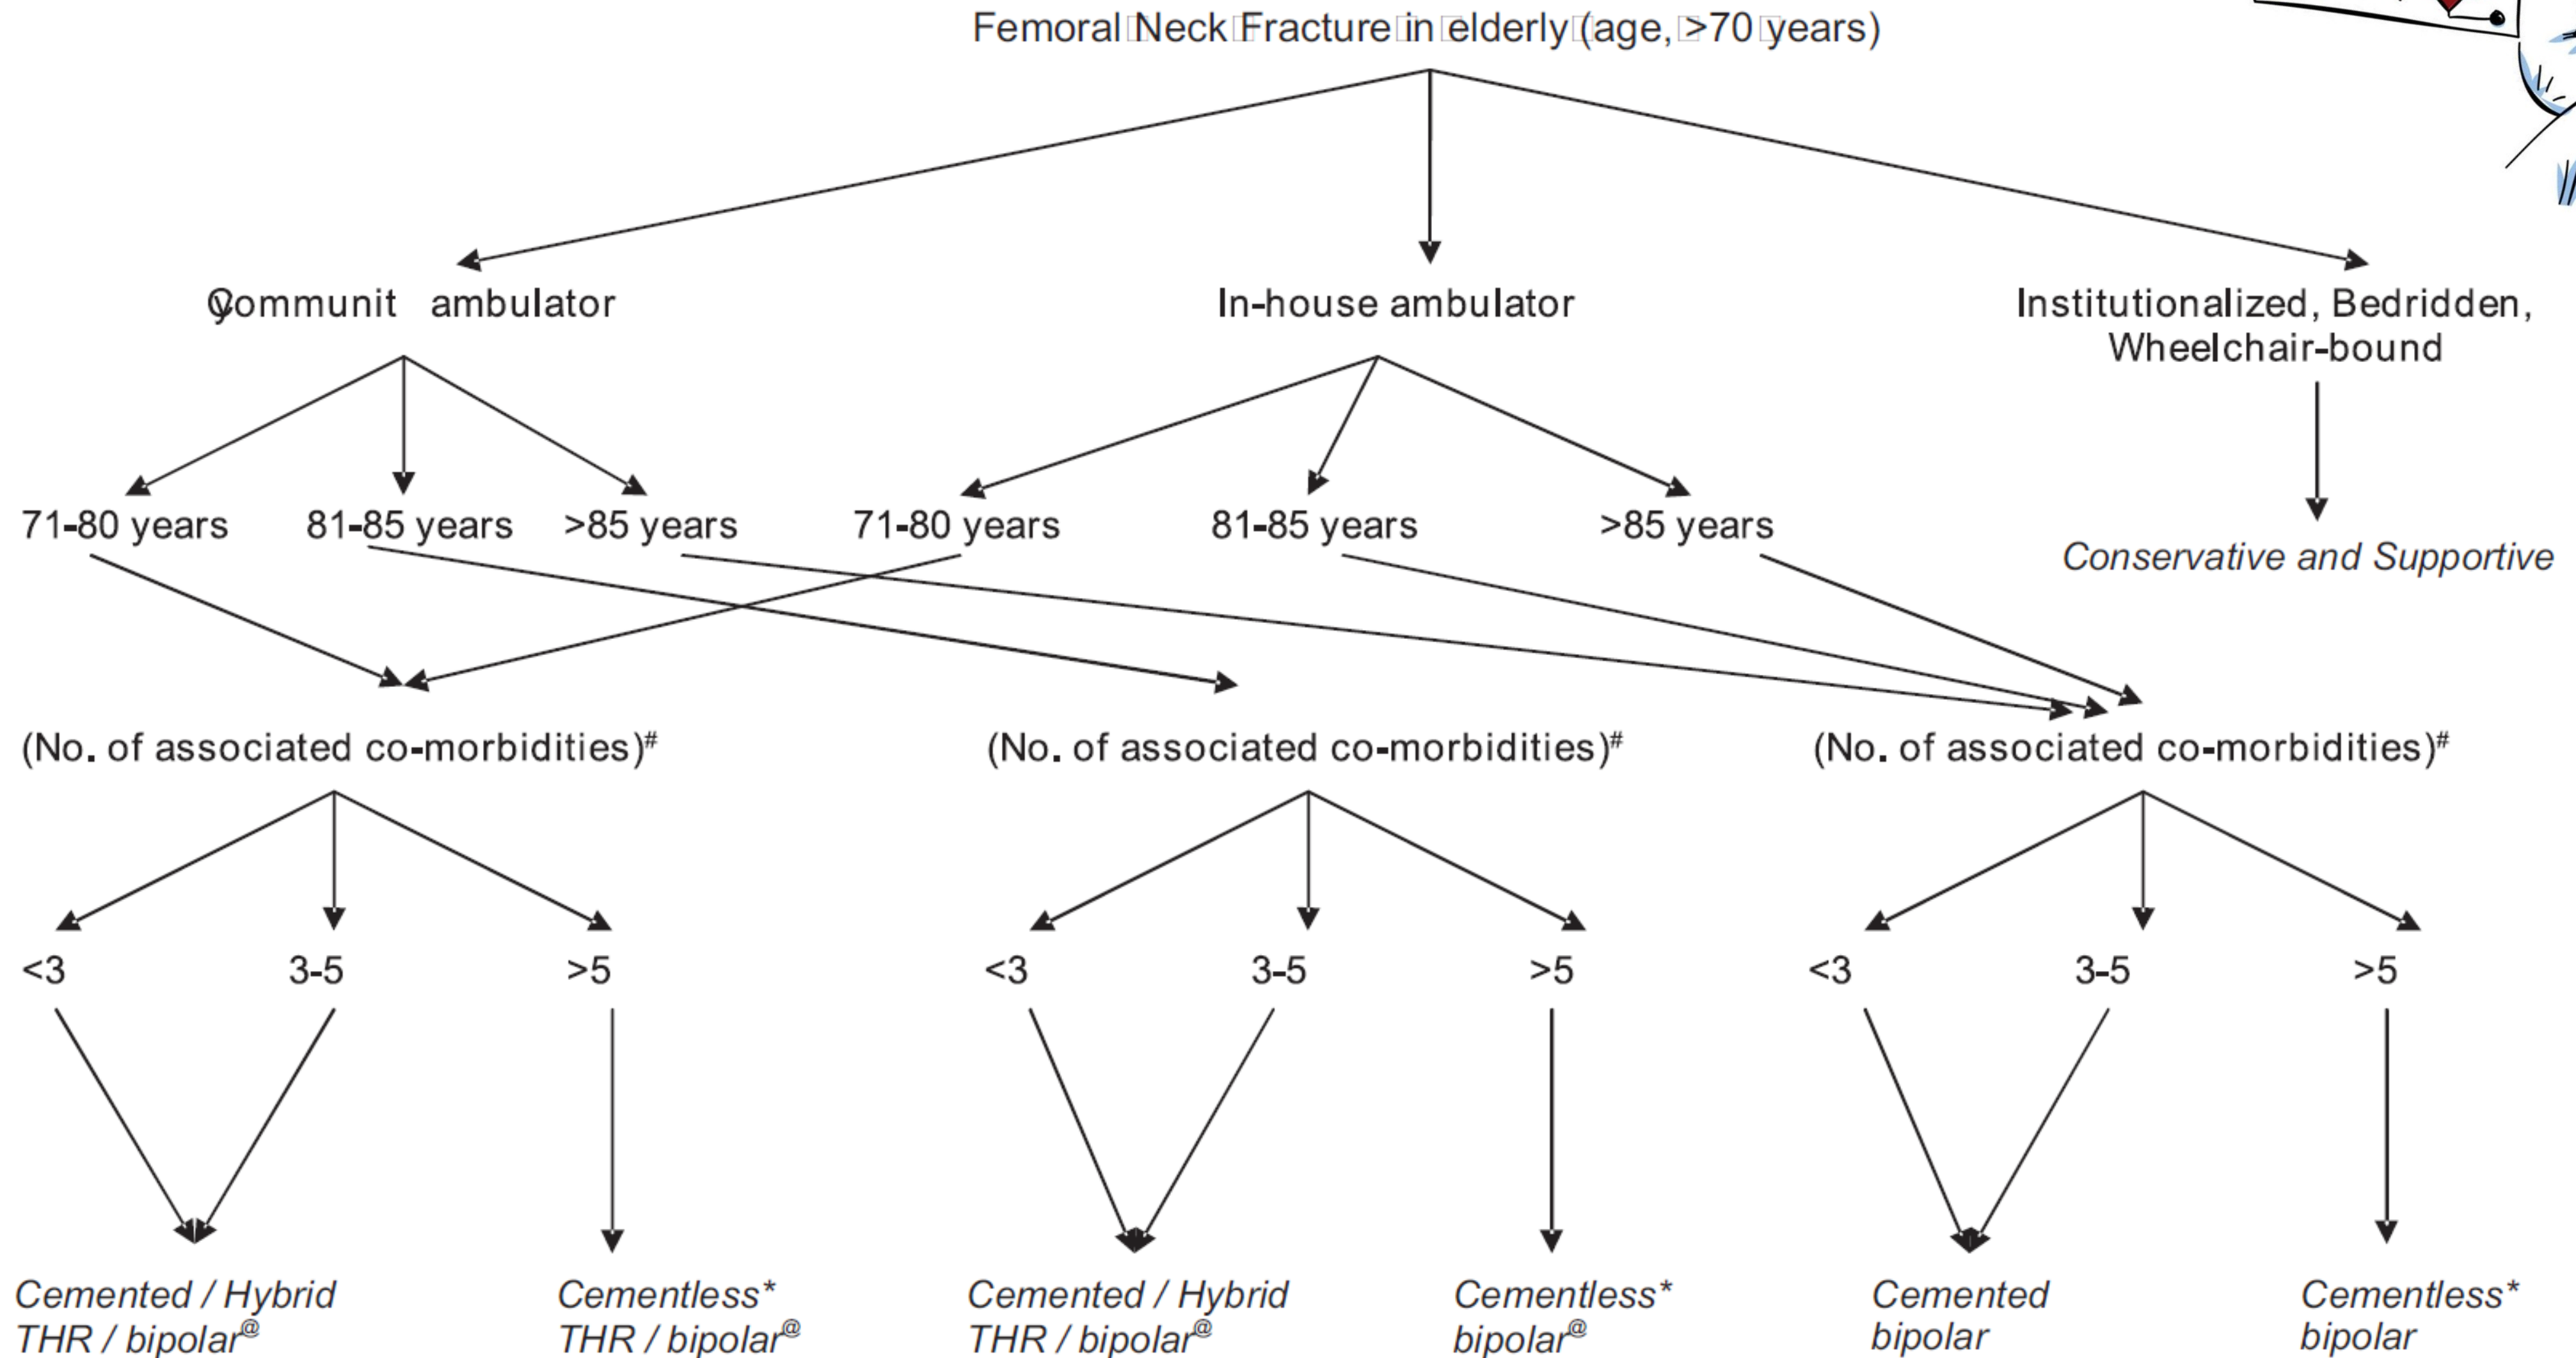 Femoral Neck Fracture in elderly (age, >70 years)
Community ambulator
In-house ambulator
Institutionalized, Bedridden,
Wheelchair-bound
71-80 years
81-85 years
>85 years
71-80 years
81-85 years
>85 years
Conservative and Supportive
(No. of associated co-morbidities)#
(No. of associated co-morbidities)#
(No. of associated co-morbidities)#
<3
3-5
>5
<3
3-5
>5
<3
3-5
>5
Cemented / Hybrid
THR / bipolar@
Cementless*
THR / bipolar@
Cemented / Hybrid
THR / bipolar@
Cementless*
bipolar@
Cemented
bipolar
Cementless*
bipolar